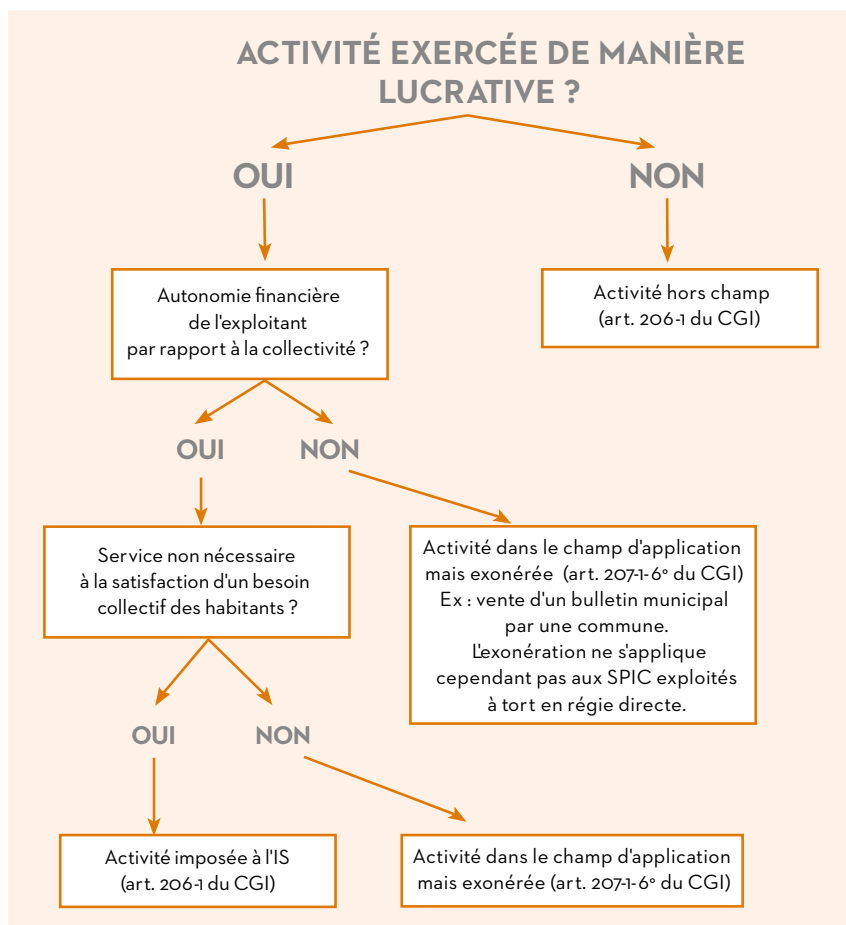 ACTIVITÉ EXERCÉE DE MANIÈRE
LUCRATIVE ?
OUI
NON
Autonomie financière
de l'exploitant
par rapport à la collectivité ?
Activité hors champ
(art. 206-1 du CGI)
OUI
NON
Service non nécessaire
à la satisfaction d'un besoin
collectif des habitants ?
Activité dans le champ d'application
mais exonérée (art. 207-1-6° du CGI)
Ex : vente d'un bulletin municipal
par une commune.
L'exonération ne s'applique
cependant pas aux SPIC exploités
à tort en régie directe.
OUI
NON
Activité imposée à l'IS
(art. 206-1 du CGI)
Activité dans le champ d'application
mais exonérée (art. 207-1-6° du CGI)